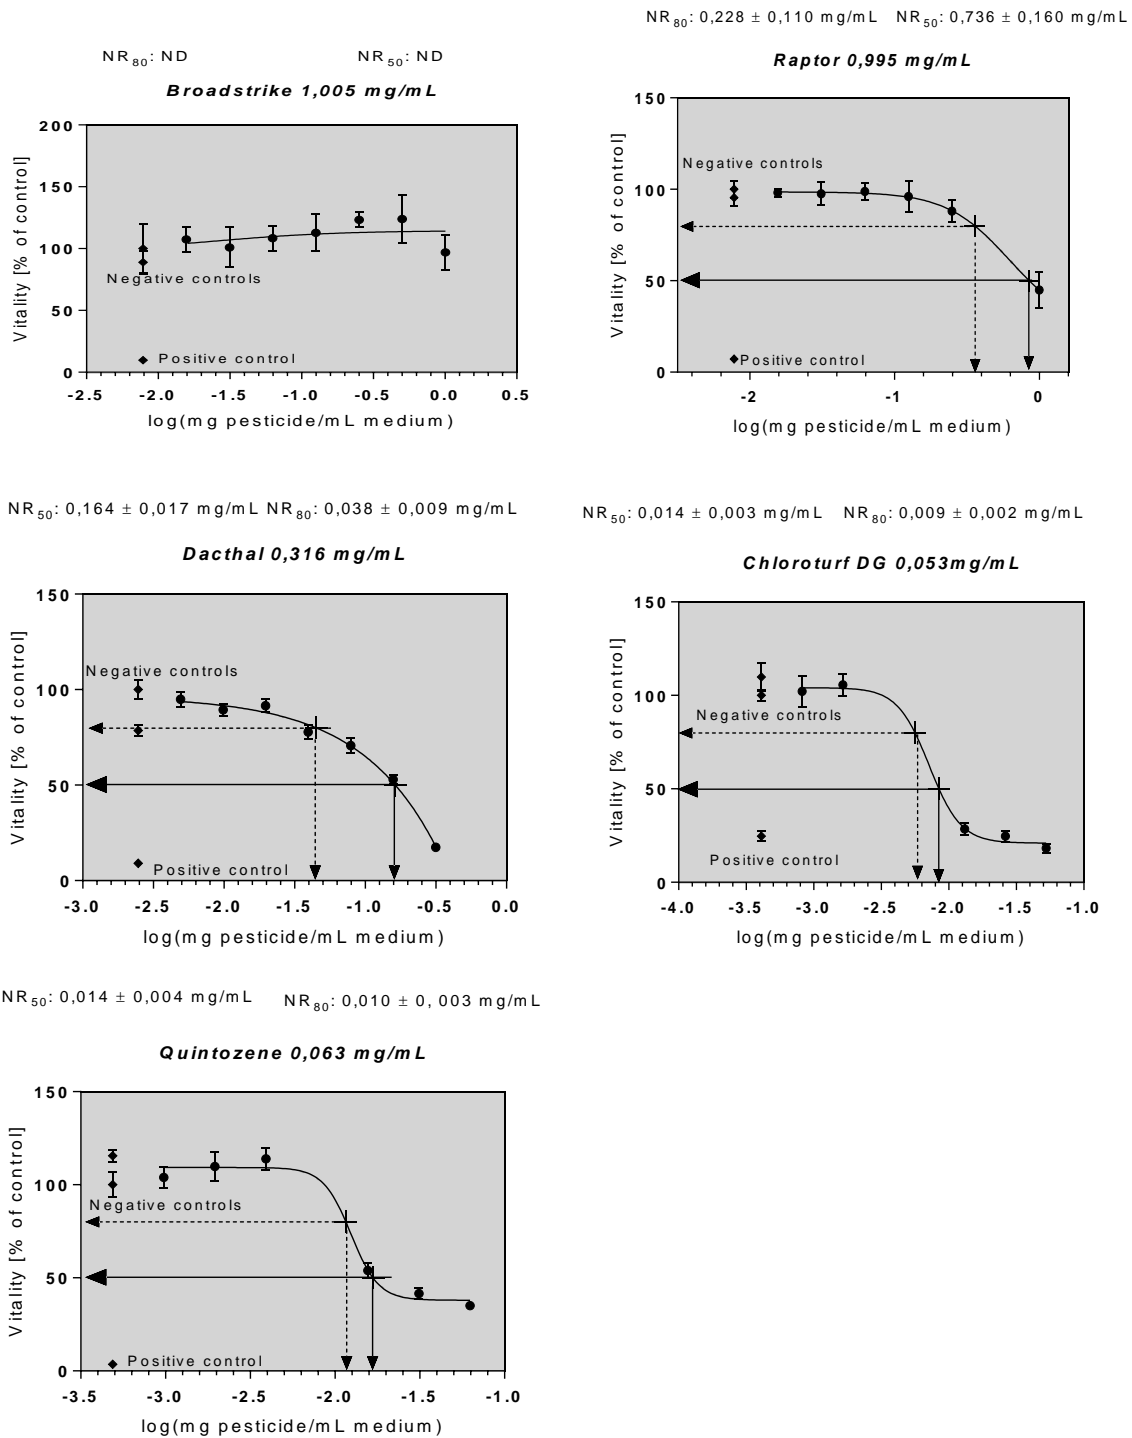 NR80: ND NR50: ND
Broadstrike 1,005 mg/mL
200
150
100
50
0
Vitality [% of control]
Negative controls
Positive control
-2.5 -2.0 -1.5 -1.0 -0.5 0.0 0.5
log(mg pesticide/mL medium)
NR80: 0,228 ± 0,110 mg/mL NR50: 0,736 ± 0,160 mg/mL
Raptor 0,995 mg/mL
150
100
50
0
Vitality [% of control]
Negative controls
Positive control
-2 -1 0
log(mg pesticide/mL medium)
NR50: 0,164 ± 0,017 mg/mL NR80: 0,038 ± 0,009 mg/mL
Dacthal 0,316 mg/mL
150
100
50
0
Vitality [% of control]
Negative controls
Positive control
-3.0 -2.5 -2.0 -1.5 -1.0 -0.5 0.0
log(mg pesticide/mL medium)
NR50: 0,014 ± 0,003 mg/mL NR80: 0,009 ± 0,002 mg/mL
Chloroturf DG 0,053mg/mL
150
100
50
0
Vitality [% of control]
Negative controls
Positive control
-4.0 -3.5 -3.0 -2.5 -2.0 -1.5 -1.0
log(mg pesticide/mL medium)
NR50: 0,014 ± 0,004 mg/mL NR80: 0,010 ± 0, 003 mg/mL
Quintozene 0,063 mg/mL
150
100
50
0
Vitality [% of control]
Negative controls
Positive control
-3.5 -3.0 -2.5 -2.0 -1.5 -1.0
log(mg pesticide/mL medium)